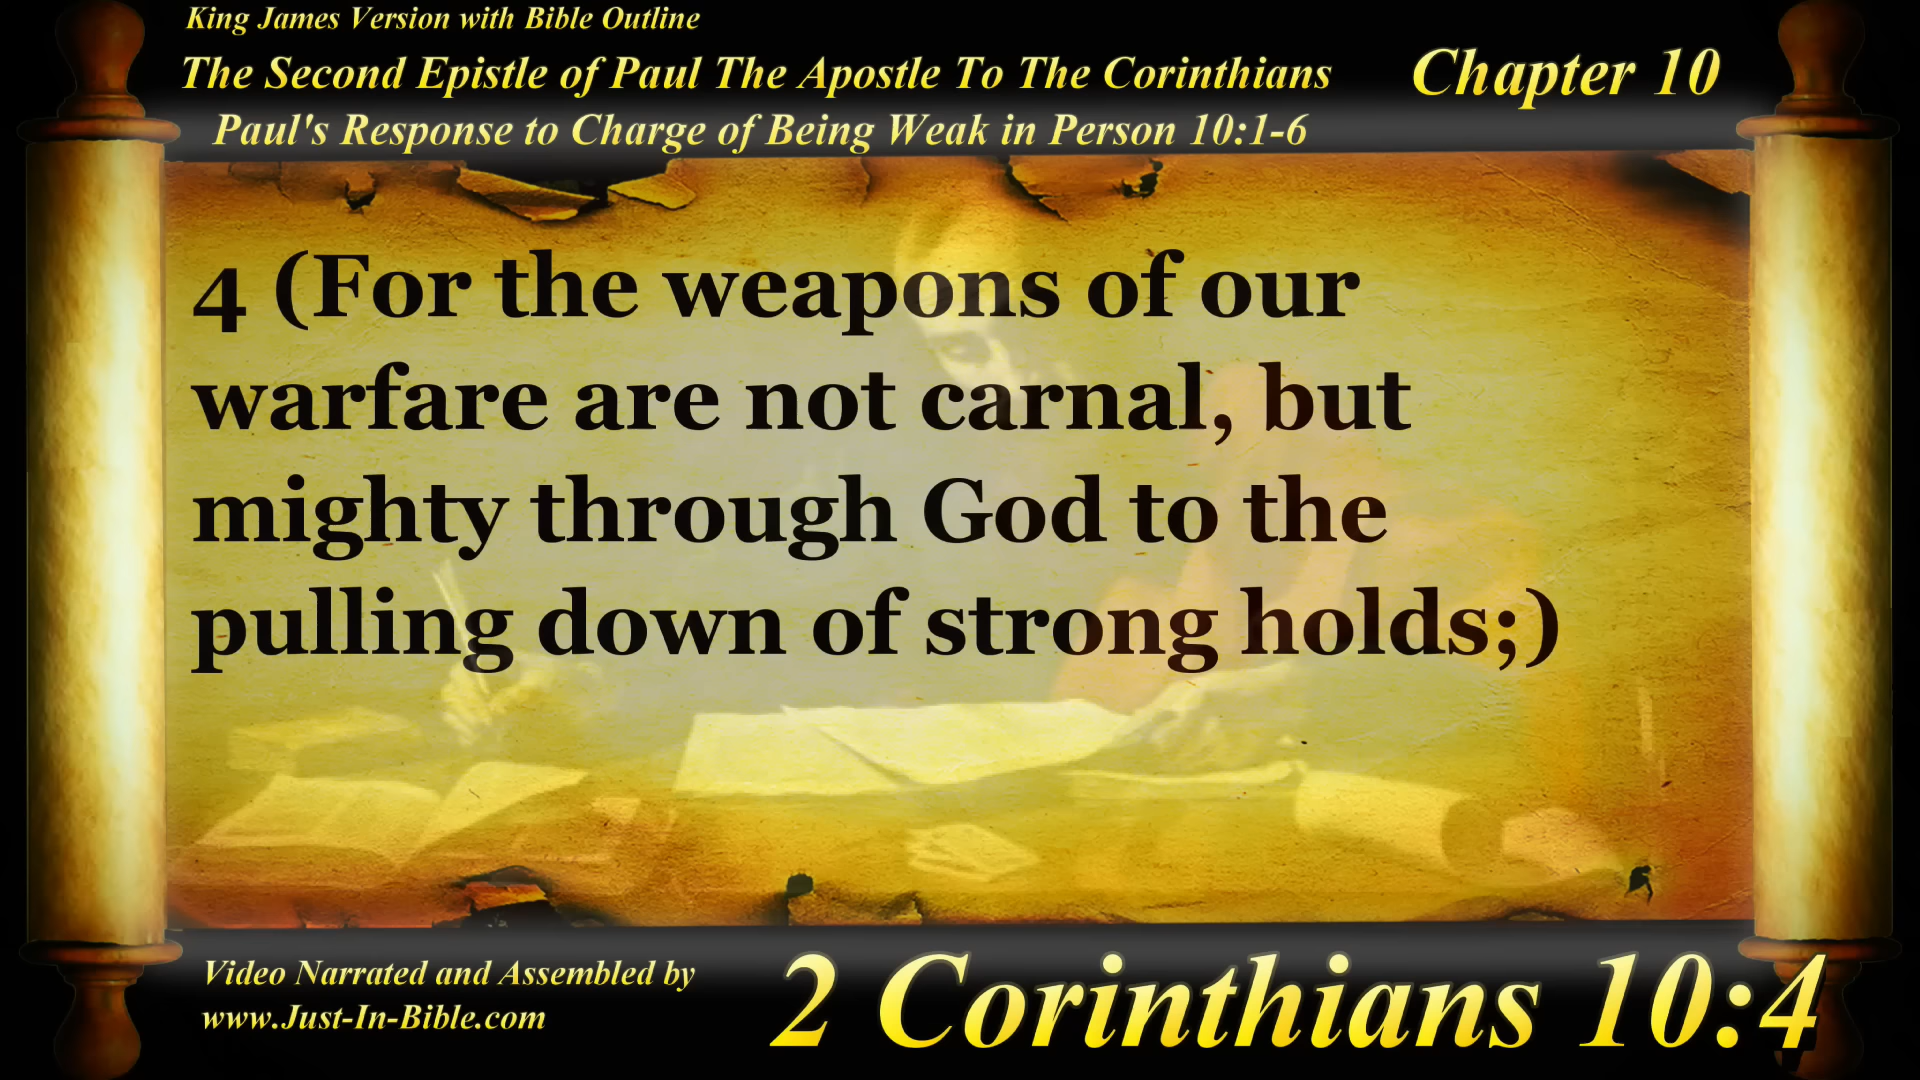 King James Version with Bible Outline
The Second Epistle of Paul The Apostle To The Corinthians
Chapter 10
Paul's Response to Charge of Being Weak in Person 10:1-6
4 (For the weapons of our
warfare are not carnal, but
mighty through God to the
pulling down of strong holds;)
Video Narrated and Assembled by
www.Just-In-Bible.com
2 Corinthians 10:4